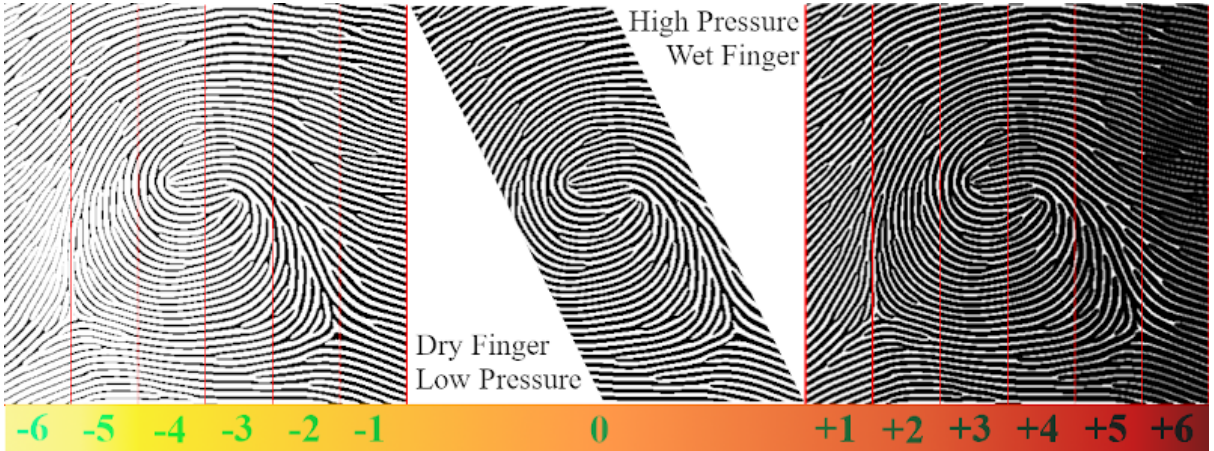 High Pressure
Wet Finger
Dry Finger
Low Pressure
-6 -5 -4 -3 -2 -1 0 +1 +2 +3 +4 +5 +6